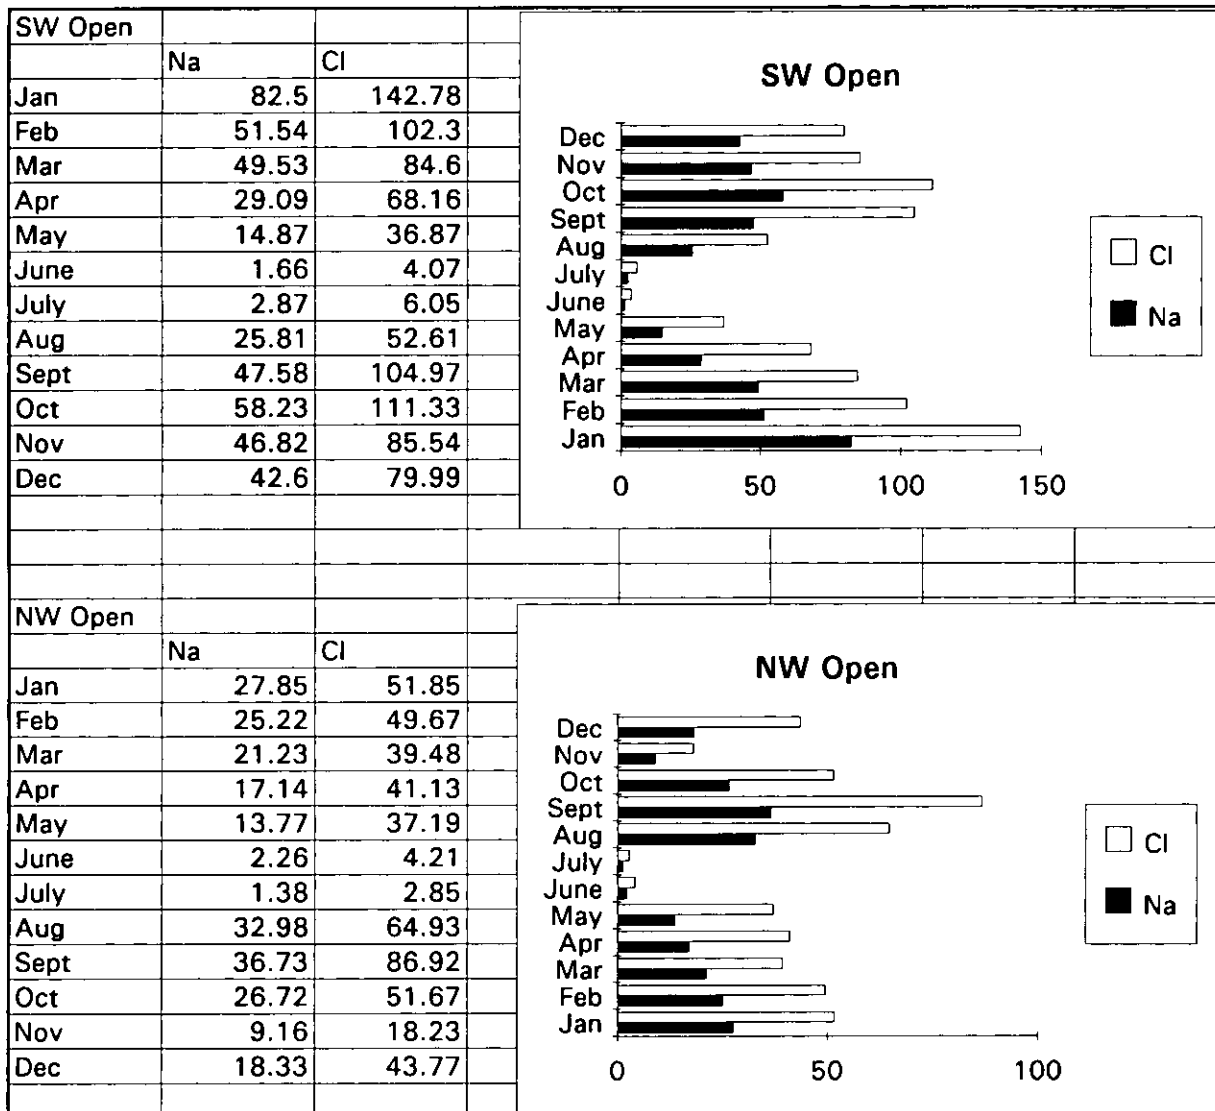 SW Open
Na Cl
Jan 82.5 142.78
Feb 51.54 102.3
Mar 49.53 84.6
Apr 29.09 68.16
May 14.87 36.87
June 1.66 4.07
July 2.87 6.05
Aug 25.81 52.61
Sept 47.58 104.97
Oct 58.23 111.33
Nov 46.82 85.54
Dec 42.6 79.99
SW Open
Dec
Nov
Oct
Sept
Aug
July
June
May
Apr
Mar
Feb
Jan
0 50 100 150
Cl
Na
NW Open
Na Cl
Jan 27.85 51.85
Feb 25.22 49.67
Mar 21.23 39.48
Apr 17.14 41.13
May 13.77 37.19
June 2.26 4.21
July 1.38 2.85
Aug 32.98 64.93
Sept 36.73 86.92
Oct 26.72 51.67
Nov 9.16 18.23
Dec 18.33 43.77
NW Open
Dec
Nov
Oct
Sept
Aug
July
June
May
Apr
Mar
Feb
Jan
0 50 100
Cl
Na